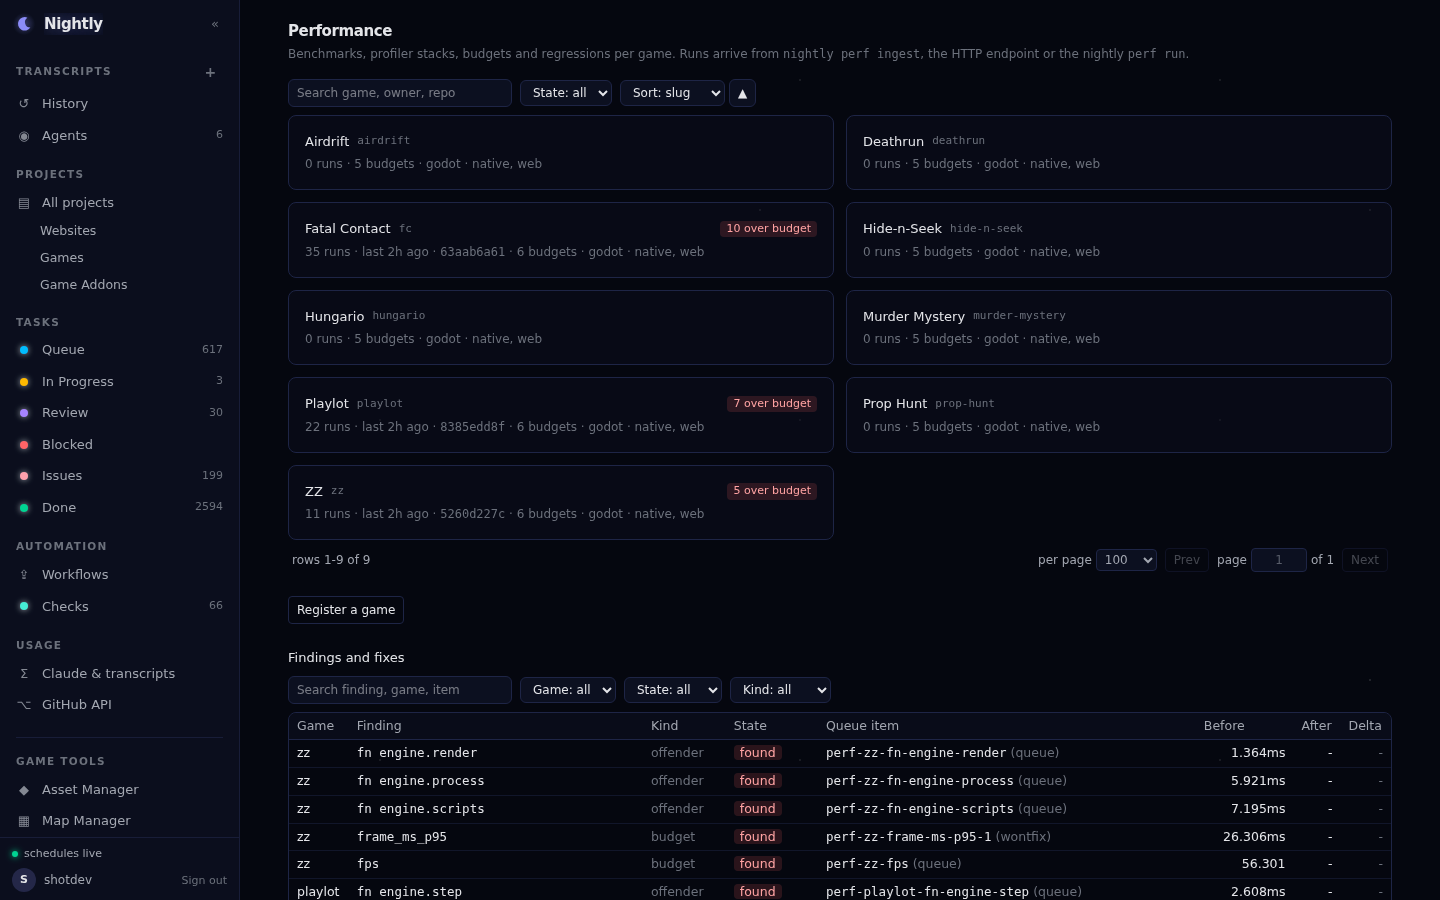 Nightly «
TRANSCRIPTS +
↺ History
◉ Agents 6
PROJECTS
▤ All projects
Websites
Games
Game Addons
TASKS
Queue 617
In Progress 3
Review 30
Blocked
Issues 199
Done 2594
AUTOMATION
⇪ Workflows
Checks 66
USAGE
Σ Claude & transcripts
⌥ GitHub API
GAME TOOLS
◆ Asset Manager
▦ Map Manager
schedules live
S shotdev Sign out
Performance
Benchmarks, profiler stacks, budgets and regressions per game. Runs arrive from nightly perf ingest, the HTTP endpoint or the nightly perf run.
Search game, owner, repo State: all Sort: slug ▲
Airdrift airdrift
0 runs · 5 budgets · godot · native, web
Deathrun deathrun
0 runs · 5 budgets · godot · native, web
Fatal Contact fc 10 over budget
35 runs · last 2h ago · 63aab6a61 · 6 budgets · godot · native, web
Hide-n-Seek hide-n-seek
0 runs · 5 budgets · godot · native, web
Hungario hungario
0 runs · 5 budgets · godot · native, web
Murder Mystery murder-mystery
0 runs · 5 budgets · godot · native, web
Playlot playlot 7 over budget
22 runs · last 2h ago · 8385edd8f · 6 budgets · godot · native, web
Prop Hunt prop-hunt
0 runs · 5 budgets · godot · native, web
ZZ zz 5 over budget
11 runs · last 2h ago · 5260d227c · 6 budgets · godot · native, web
rows 1-9 of 9 per page 100 Prev page 1 of 1 Next
Register a game
Findings and fixes
Search finding, game, item Game: all State: all Kind: all
Game Finding Kind State Queue item Before After Delta
zz fn engine.render offender found perf-zz-fn-engine-render (queue) 1.364ms - -
zz fn engine.process offender found perf-zz-fn-engine-process (queue) 5.921ms - -
zz fn engine.scripts offender found perf-zz-fn-engine-scripts (queue) 7.195ms - -
zz frame_ms_p95 budget found perf-zz-frame-ms-p95-1 (wontfix) 26.306ms - -
zz fps budget found perf-zz-fps (queue) 56.301 - -
playlot fn engine.step offender found perf-playlot-fn-engine-step (queue) 2.608ms - -